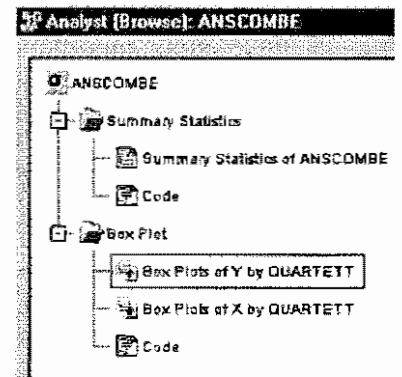 Analyst (Browse): ANSCOMBE
ANSCOMBE
Summary Statistics
Summary Statistics of ANSCOMBE
Code
Box Plot
Box Plots of Y by QUARTETT
Box Plots of X by QUARTETT
Code